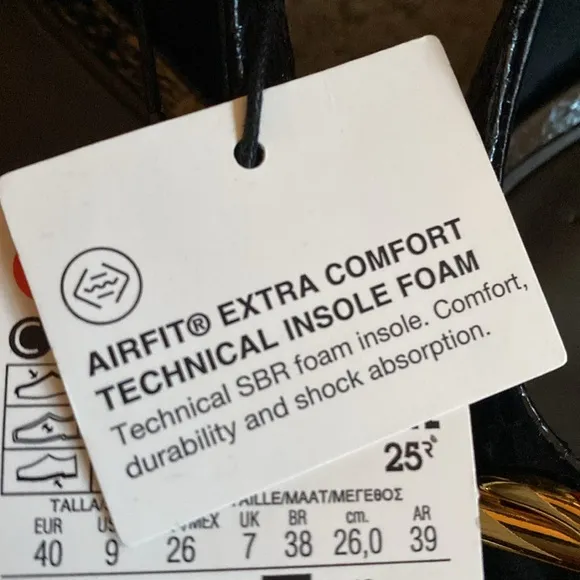 AIRFIT® EXTRA COMFORT
TECHNICAL INSOLE FOAM
Technical SBR foam insole. Comfort,
durability and shock absorption.
C
25
TALLA/ /MAAT/ΜΕΓΕΘΟΣ
EUR MEX UK BR cm. AR
40 9 26 7 38 26,0 39